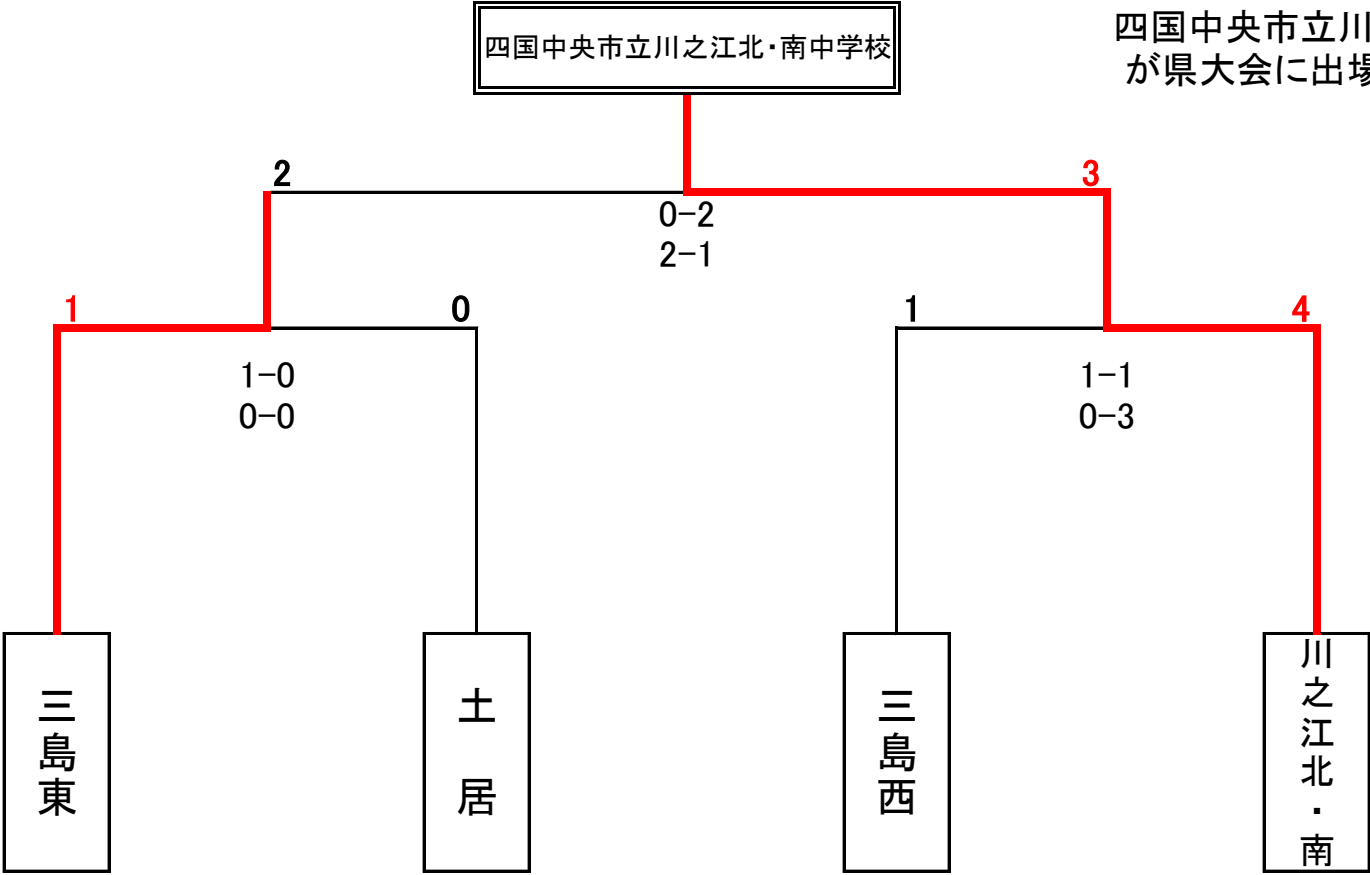 四国中央市立川之江北・南中学校
四国中央市立川
が県大会に出場
2
3
0-2
2-1
1
0
1
4
1-0
0-0
1-1
0-3
三島東
土居
三島西
川之江北・南